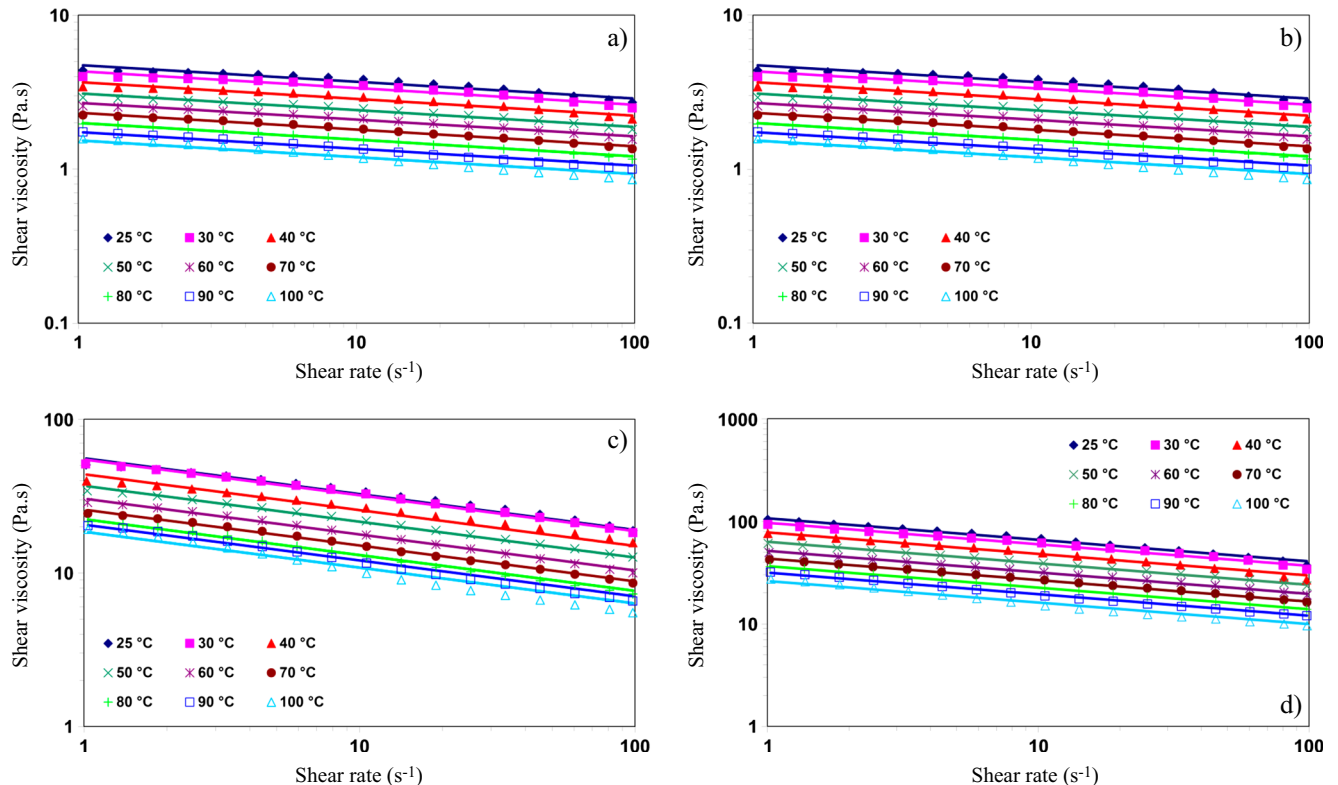 10
1
0.1
1
10
100
Shear viscosity (Pa.s)
Shear rate (s-1)
a)
25 °C 30 °C 40 °C
50 °C 60 °C 70 °C
80 °C 90 °C 100 °C
10
1
0.1
1
10
100
Shear viscosity (Pa.s)
Shear rate (s-1)
b)
25 °C 30 °C 40 °C
50 °C 60 °C 70 °C
80 °C 90 °C 100 °C
100
10
1
1
10
100
Shear viscosity (Pa.s)
Shear rate (s-1)
c)
25 °C 30 °C 40 °C
50 °C 60 °C 70 °C
80 °C 90 °C 100 °C
1000
100
10
1
1
10
100
Shear viscosity (Pa.s)
Shear rate (s-1)
25 °C 30 °C 40 °C
50 °C 60 °C 70 °C
80 °C 90 °C 100 °C
d)